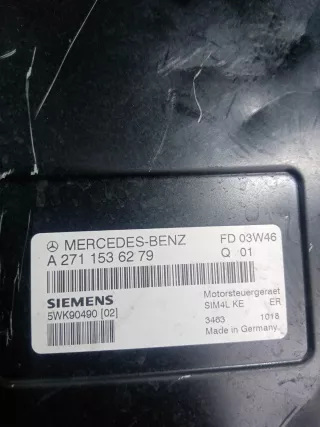 MERCEDES-BENZ FD 03W46
A 271 153 62 79 Q 01
SIEMENS Motorsteuergeraet
5WK90490 [02] SIM4L KE ER
3463 1018
Made in Germany